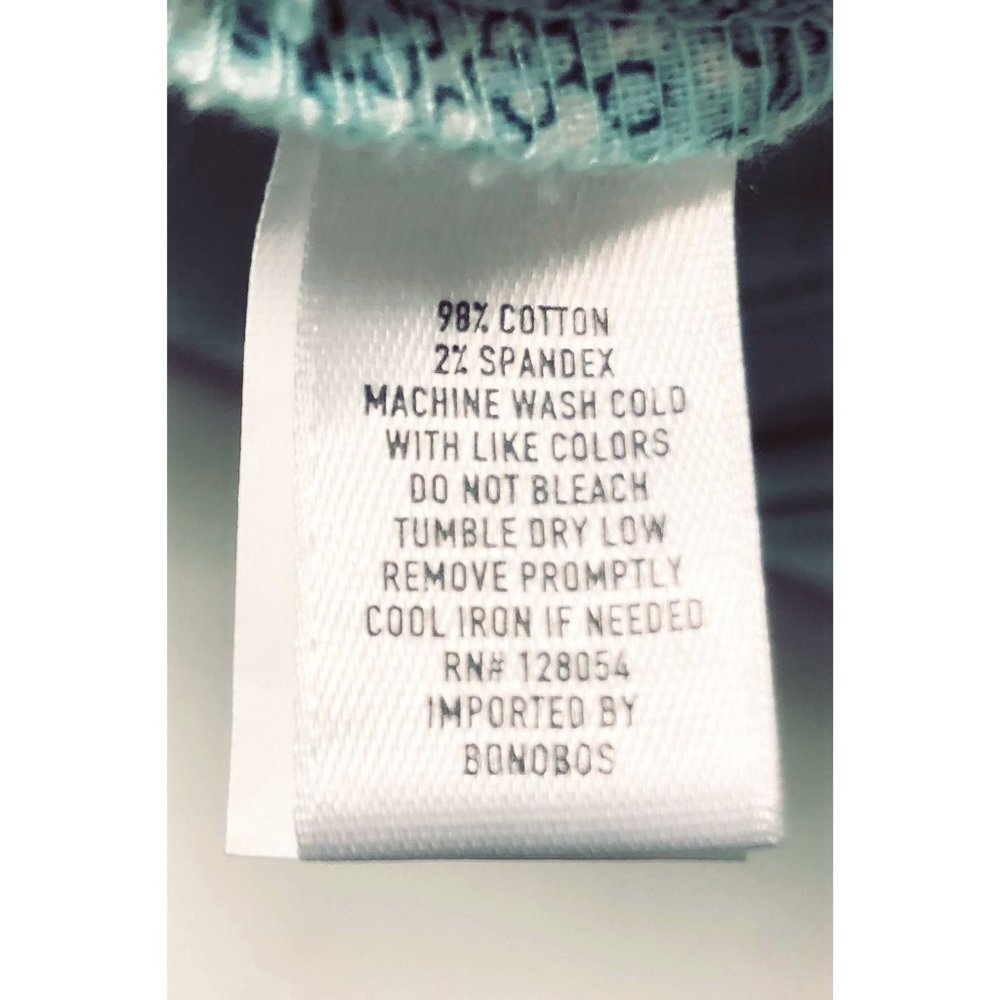 98% COTTON
2% SPANDEX
MACHINE WASH COLD
WITH LIKE COLORS
DO NOT BLEACH
TUMBLE DRY LOW
REMOVE PROMPTLY
COOL IRON IF NEEDED
RN# 128054
IMPORTED BY
BONOBOS